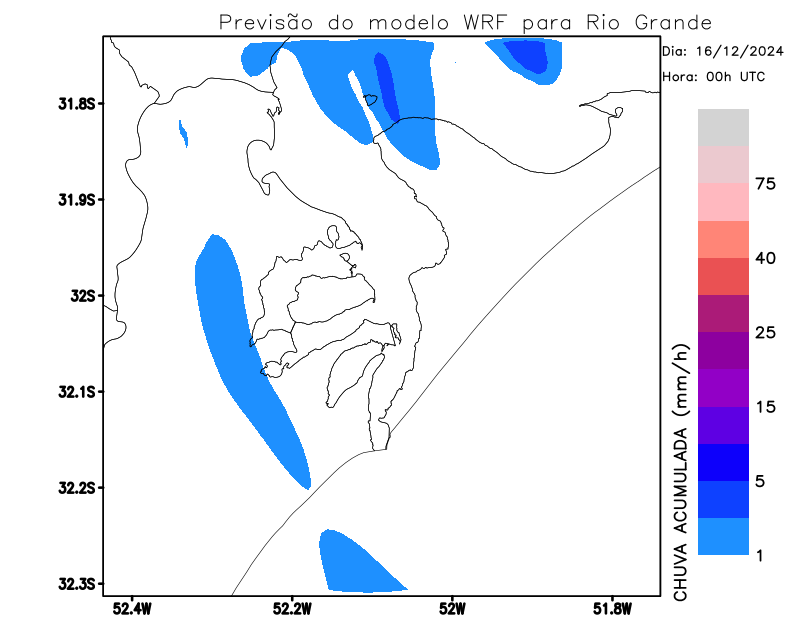 Previsão do modelo WRF para Rio Grande
Dia: 16/12/2024
Hora: 00h UTC
31.8S
31.9S
32S
32.1S
32.2S
32.3S
52.4W
52.2W
52W
51.8W
CHUVA ACUMULADA (mm/h)
75
40
25
15
5
1